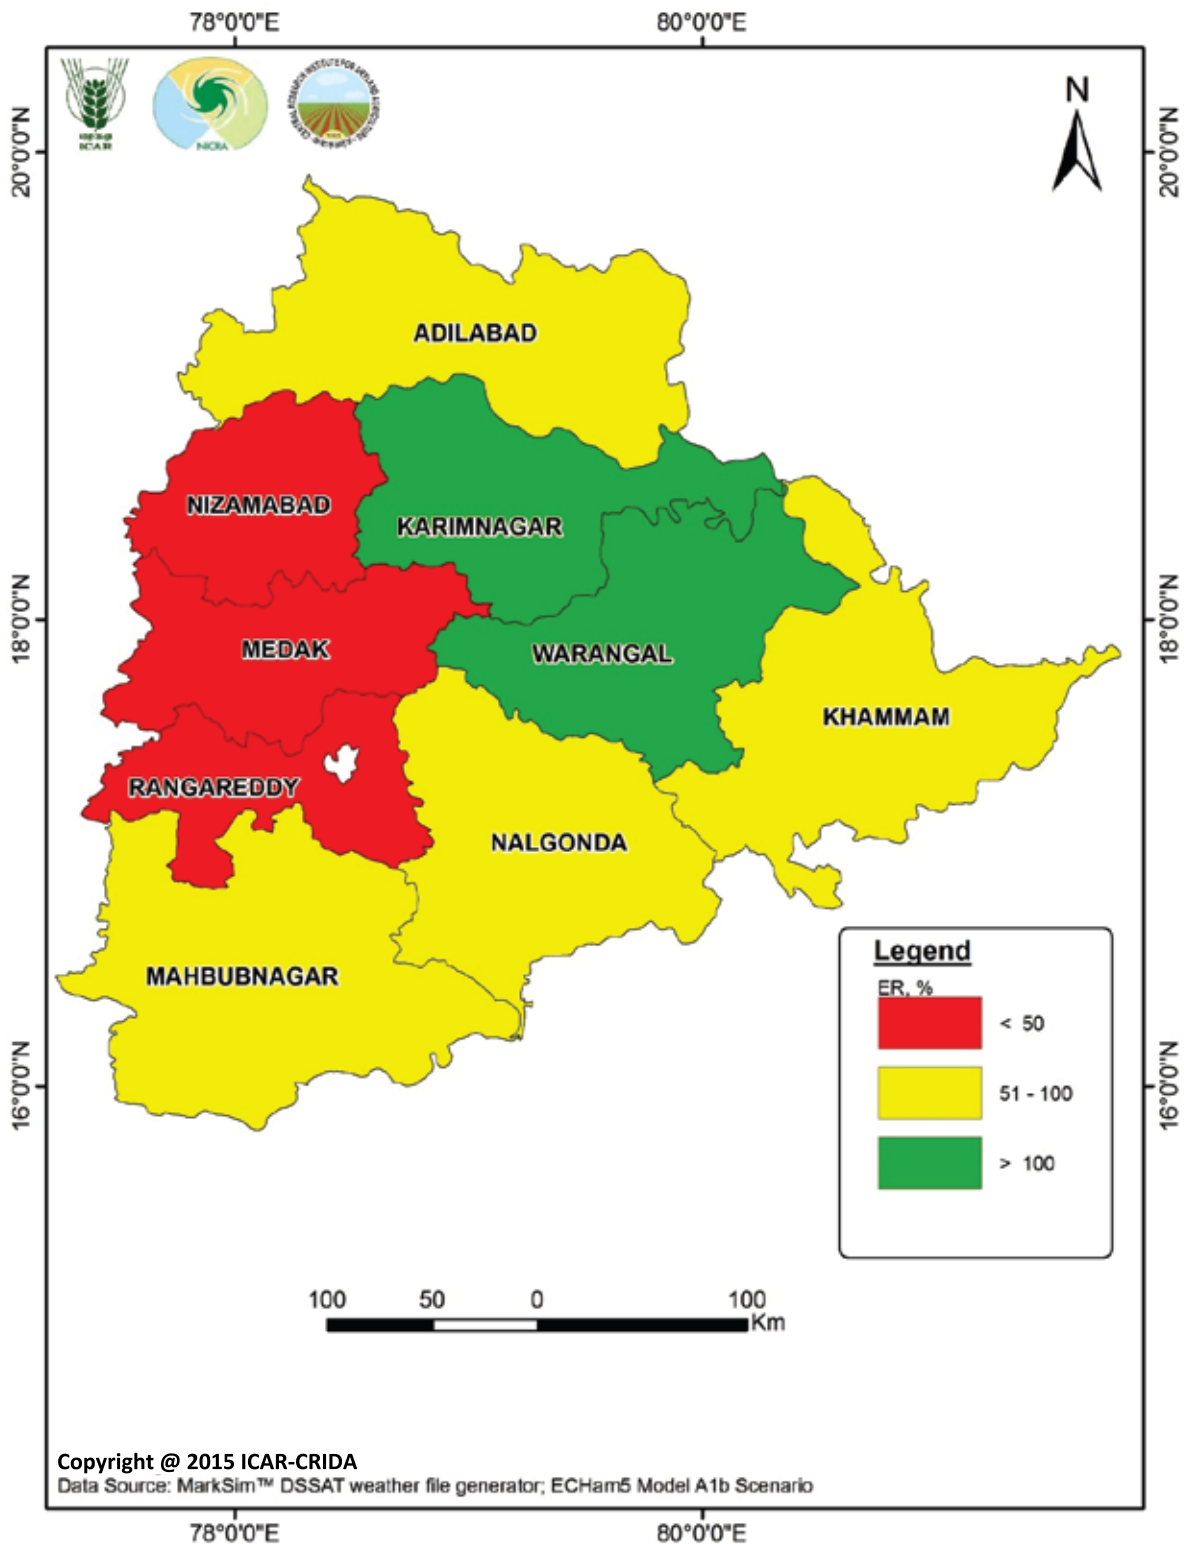 78°0'0"E
80°0'0"E
20°0'0"N
20°0'0"N
ICAR
NICRA
N
ADILABAD
NIZAMABAD
KARIMNAGAR
18°0'0"N
18°0'0"N
MEDAK
WARANGAL
KHAMMAM
RANGAREDDY
NALGONDA
MAHBUBNAGAR
Legend
ER, %
< 50
51 - 100
> 100
16°0'0"N
16°0'0"N
100 50 0 100
Km
Copyright @ 2015 ICAR-CRIDA
Data Source: MarkSim™ DSSAT weather file generator; ECHam5 Model A1b Scenario
78°0'0"E
80°0'0"E